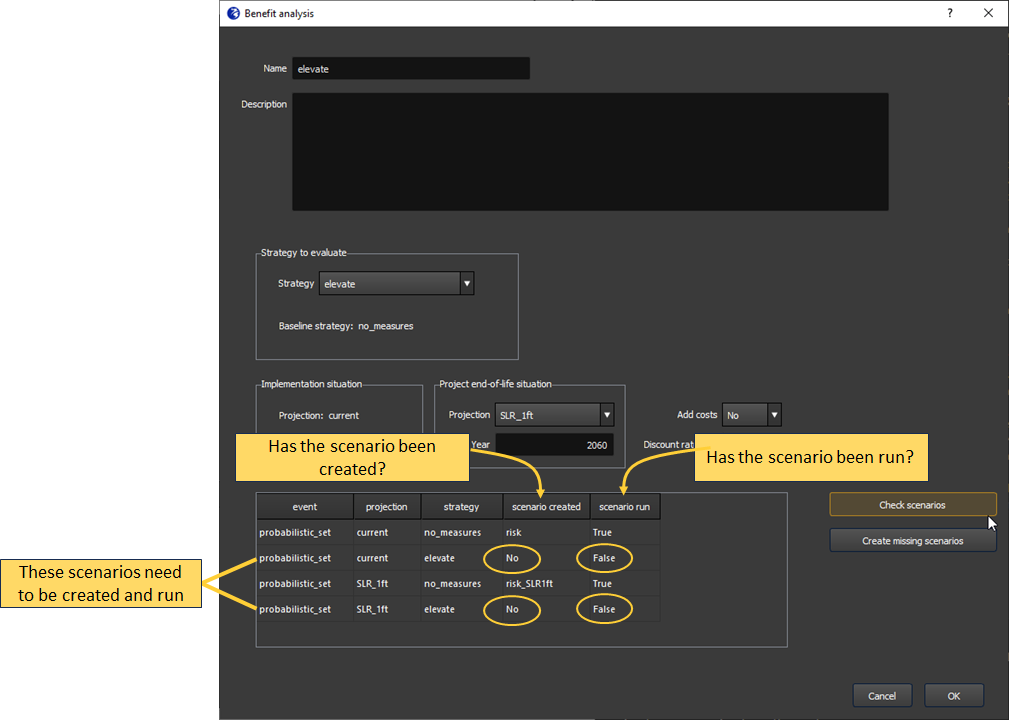 Benefit analysis
?
Name elevate
Description
Strategy to evaluate
Strategy elevate
Baseline strategy: no_measures
Implementation situation
Projection: current
Project end-of-life situation
Projection SLR_1ft
Year 2060
Add costs No
Discount rat
Has the scenario been
created?
Has the scenario been run?
event projection strategy scenario created scenario run
probabilistic_set current no_measures risk True
probabilistic_set current elevate No False
probabilistic_set SLR_1ft no_measures risk_SLR1ft True
probabilistic_set SLR_1ft elevate No False
Check scenarios
Create missing scenarios
These scenarios need
to be created and run
Cancel
OK